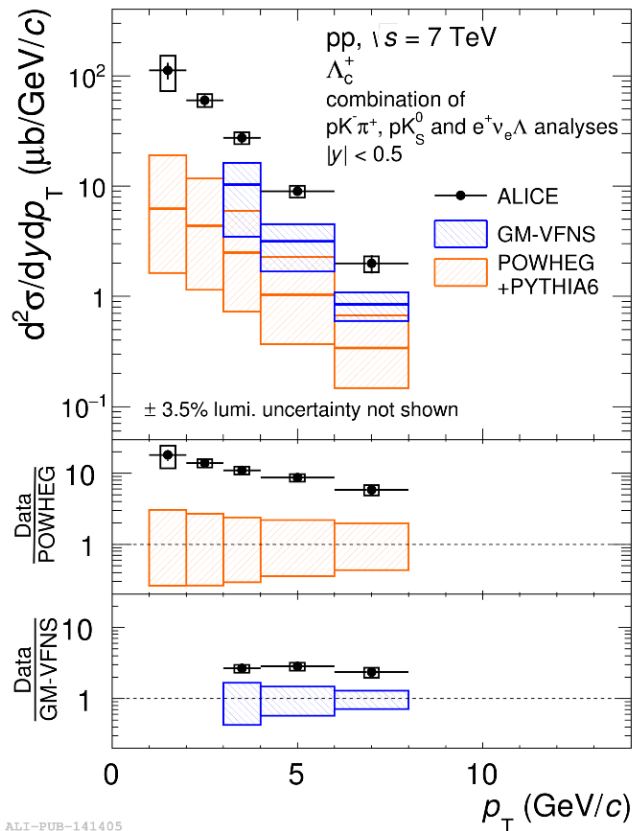 pp, √s = 7 TeV
Λc+
combination of
pK-π+, pKS0 and e+νeΛ analyses
|y| < 0.5
ALICE
GM-VFNS
POWHEG
+PYTHIA6
d²σ/dydpT (μb/GeV/c)
10²
10
1
10⁻¹
± 3.5% lumi. uncertainty not shown
Data
POWHEG
10
1
Data
GM-VFNS
10
1
0 5 10
pT (GeV/c)
ALI-PUB-141405